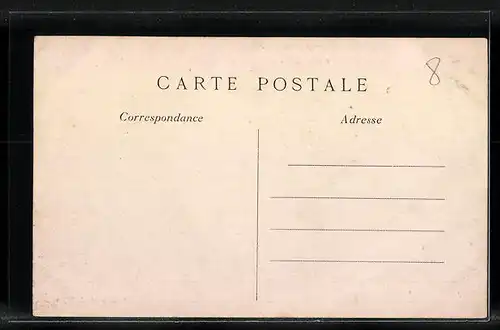 8
CARTE POSTALE
Correspondance
Adresse